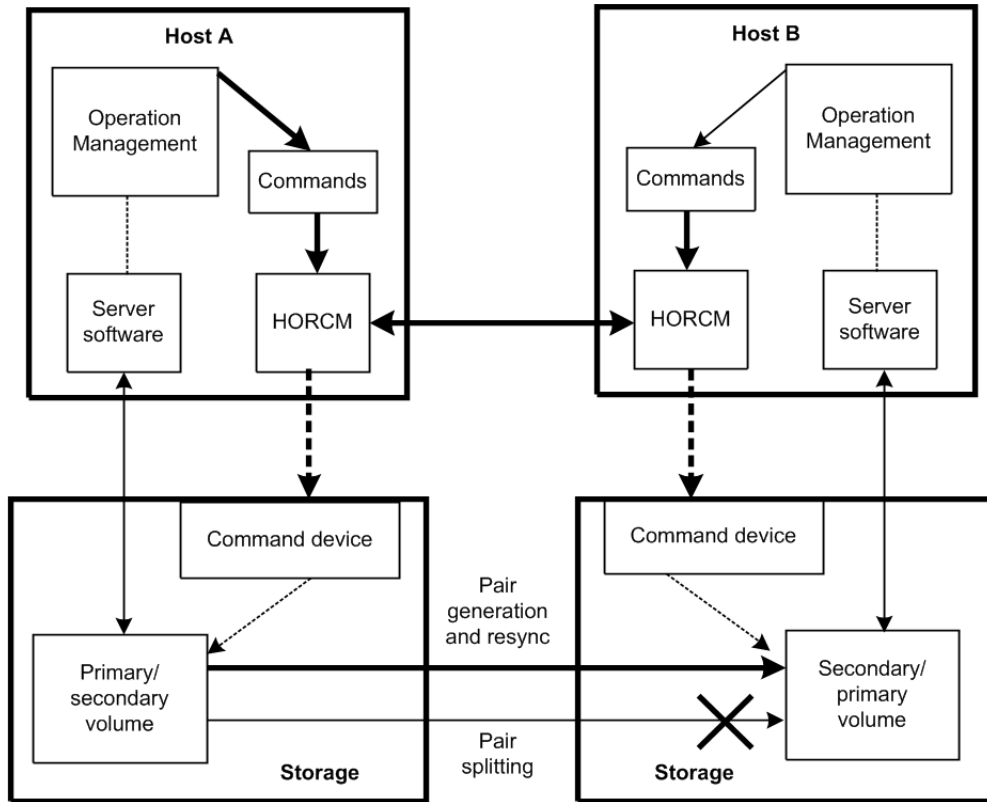 Host A
Operation
Management
Commands
Server
software
HORCM
Host B
Operation
Management
Commands
HORCM
Server
software
Command device
Primary/
secondary
volume
Storage
Pair
generation
and resync
Pair
splitting
Command device
Secondary/
primary
volume
Storage